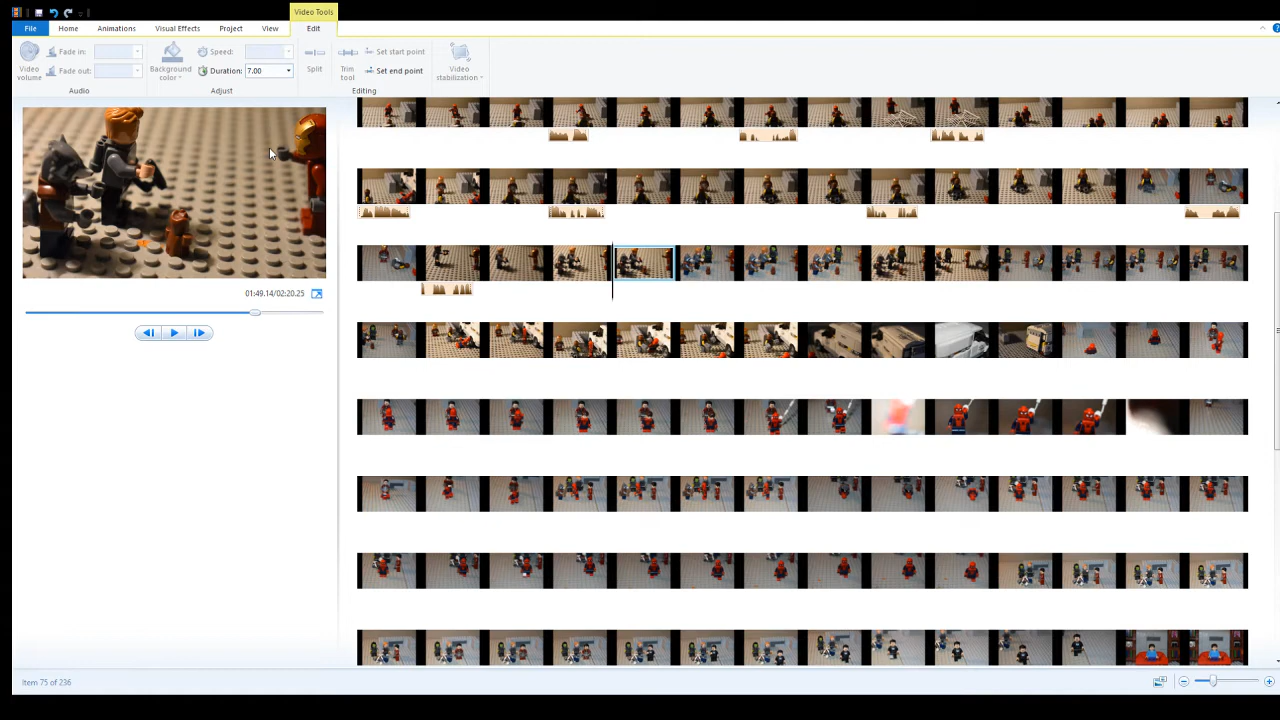 Video Tools
File Home Animations Visual Effects Project View Edit
Fade in: Speed: Set start point
Video volume Fade out: Background color Duration: 7.00 Split Trim tool Set end point Video stabilization
Audio Adjust Editing
01:49.14/02:20.25
Item 75 of 236